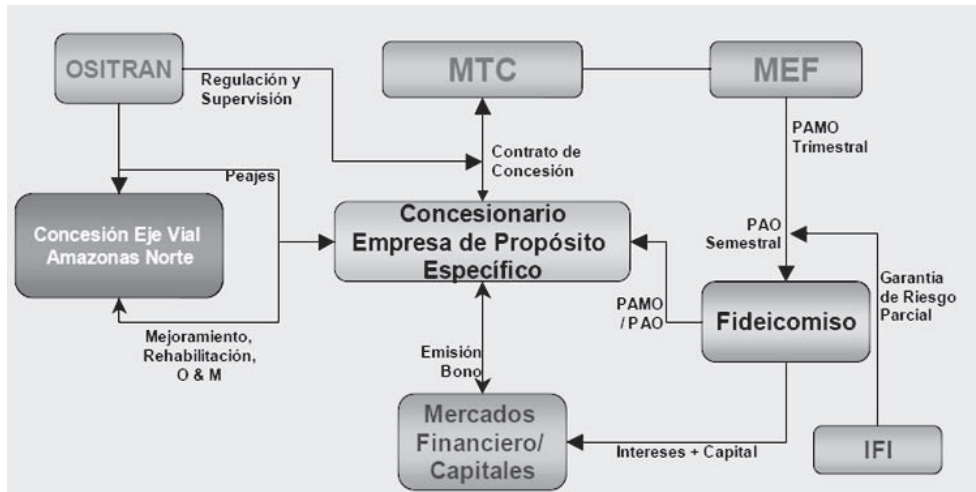 OSITRAN
Regulación y
Supervisión
MTC
MEF
PAMO
Trimestral
Contrato de
Concesión
Peajes
Concesión Eje Vial
Amazonas Norte
Concesionario
Empresa de Propósito
Específico
PAO
Semestral
Garantía
de Riesgo
Parcial
Fideicomiso
PAMO
/ PAO
Mejoramiento,
Rehabilitación,
O & M
Emisión
Bono
Mercados
Financiero/
Capitales
Intereses + Capital
IFI